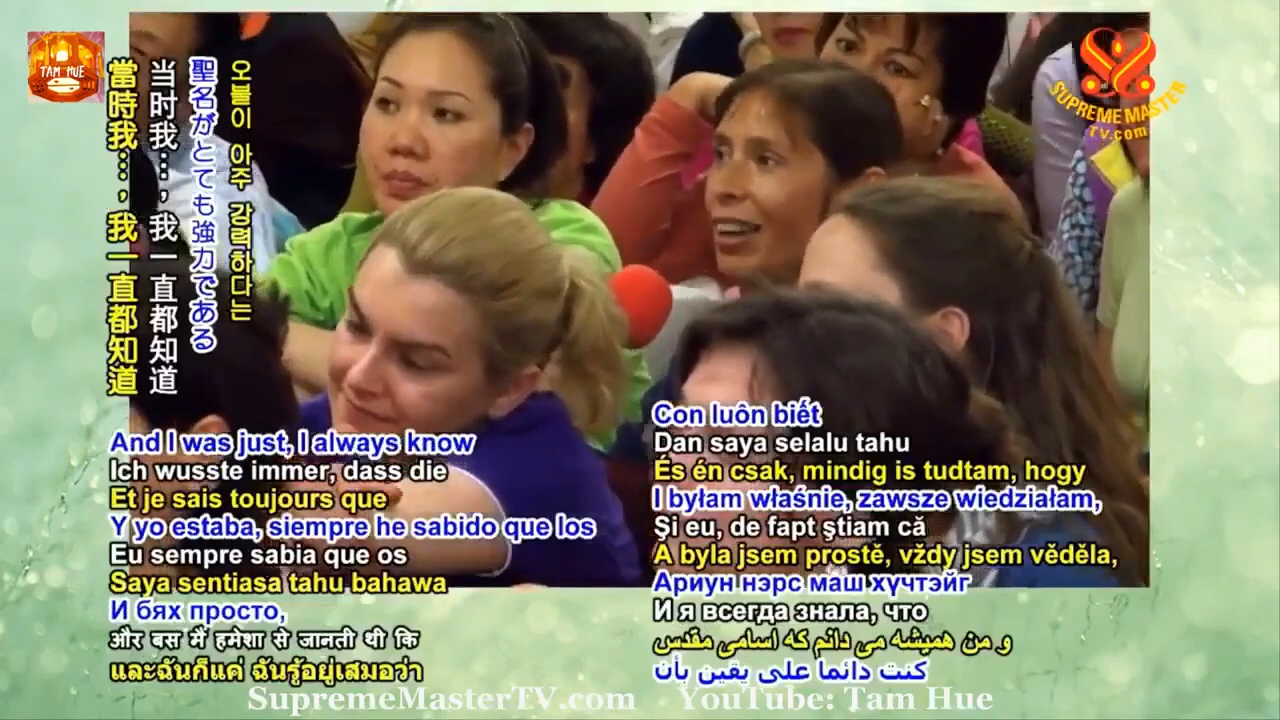 TAM HUE
SUPREME MASTER
TV.com
當時我…，我一直都知道
当时我…，我一直都知道
聖名がとても強力である
오불이 아주 강력하다는
And I was just, I always know
Ich wusste immer, dass die
Et je sais toujours que
Y yo estaba, siempre he sabido que los
Eu sempre sabia que os
Saya sentiasa tahu bahawa
И бях просто,
और बस मैं हमेशा से जानती थी कि
และฉันก็แค่ ฉันรู้อยู่เสมอว่า
Con luôn biết
Dan saya selalu tahu
És én csak, mindig is tudtam, hogy
I byłam właśnie, zawsze wiedziałam,
Şi eu, de fapt ştiam că
A byla jsem prostě, vždy jsem věděla,
Ариун нэрс маш хүчтэйг
И я всегда знала, что
و من همیشه می دانم که اسامی مقدس
كنت دائما على يقين بأن
SupremeMasterTV.com YouTube: Tam Hue